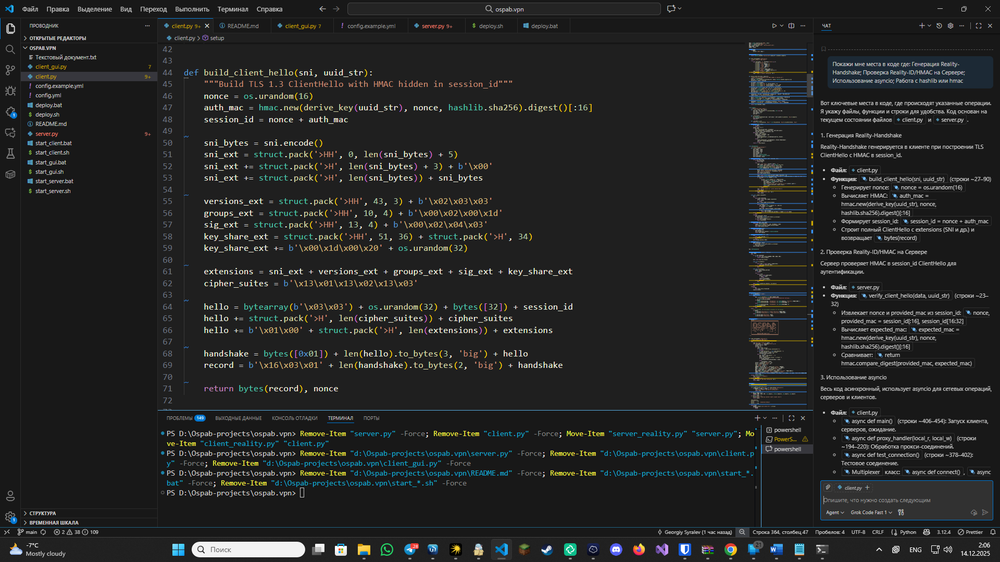 Файл Правка Выделение Вид Переход Выполнить Терминал Справка
ospab.vpn
ПРОВОДНИК
ОТКРЫТЫЕ РЕДАКТОРЫ
OSPAB.VPN
Текстовый документ.txt
client_gui.py 7
client.py 9+
config.example.yml
config.yml
deploy.bat
deploy.sh
README.md
server.py 9+
start_client.bat
start_client.sh
start_gui.bat
start_gui.sh
start_server.bat
start_server.sh
СТРУКТУРА
ВРЕМЕННАЯ ШКАЛА
client.py 9+ README.md client_gui.py 7 config.example.yml server.py 9+ deploy.sh deploy.bat
client.py > setup
42
43
44 def build_client_hello(sni, uuid_str):
45 """Build TLS 1.3 ClientHello with HMAC hidden in session_id"""
46 nonce = os.urandom(16)
47 auth_mac = hmac.new(derive_key(uuid_str), nonce, hashlib.sha256).digest()[:16]
48 session_id = nonce + auth_mac
49
50 sni_bytes = sni.encode()
51 sni_ext = struct.pack('>HH', 0, len(sni_bytes) + 5)
52 sni_ext += struct.pack('>H', len(sni_bytes) + 3) + b'\x00'
53 sni_ext += struct.pack('>H', len(sni_bytes)) + sni_bytes
54
55 versions_ext = struct.pack('>HH', 43, 3) + b'\x02\x03\x03'
56 groups_ext = struct.pack('>HH', 10, 4) + b'\x00\x02\x00\x1d'
57 sig_ext = struct.pack('>HH', 13, 4) + b'\x00\x02\x04\x03'
58 key_share_ext = struct.pack('>HH', 51, 36) + struct.pack('>H', 34)
59 key_share_ext += b'\x00\x1d\x00\x20' + os.urandom(32)
60
61 extensions = sni_ext + versions_ext + groups_ext + sig_ext + key_share_ext
62 cipher_suites = b'\x13\x01\x13\x02\x13\x03'
63
64 hello = bytearray(b'\x03\x03') + os.urandom(32) + bytes([32]) + session_id
65 hello += struct.pack('>H', len(cipher_suites)) + cipher_suites
66 hello += b'\x01\x00' + struct.pack('>H', len(extensions)) + extensions
67
68 handshake = bytes([0x01]) + len(hello).to_bytes(3, 'big') + hello
69 record = b'\x16\x03\x01' + len(handshake).to_bytes(2, 'big') + handshake
70
71 return bytes(record), nonce
72
ПРОБЛЕМЫ 149 ВЫХОДНЫЕ ДАННЫЕ КОНСОЛЬ ОТЛАДКИ ТЕРМИНАЛ ПОРТЫ
PS D:\Ospab-projects\ospab.vpn> Remove-Item "server.py" -Force; Remove-Item "client.py" -Force; Move-Item "server_reality.py" "server.py"; Mo
ve-Item "client_reality.py" "client.py"
PS D:\Ospab-projects\ospab.vpn> Remove-Item "d:\Ospab-projects\ospab.vpn\server.py" -Force; Remove-Item "d:\Ospab-projects\ospab.vpn\client.p
y" -Force; Remove-Item "d:\Ospab-projects\ospab.vpn\client_gui.py" -Force
PS D:\Ospab-projects\ospab.vpn> Remove-Item "d:\Ospab-projects\ospab.vpn\README.md" -Force; Remove-Item "d:\Ospab-projects\ospab.vpn\start_*.
bat" -Force; Remove-Item "d:\Ospab-projects\ospab.vpn\start_*.sh" -Force
PS D:\Ospab-projects\ospab.vpn>
powershell
PowerS...
powershell
ЧАТ
Покажи мне места в коде где: Генерация Reality-
Handshake; Проверка Reality-ID/HMAC на Сервере;
Использование asyncio; Работа с hashlib или hmac
Вот ключевые места в коде, где происходят указанные операции.
Я укажу файлы, функции и строки для удобства. Код основан на
текущем состоянии файлов client.py и server.py .
1. Генерация Reality-Handshake
Reality-Handshake генерируется в клиенте при построении TLS
ClientHello с HMAC в session_id.
Файл: client.py
Функция: build_client_hello(sni, uuid_str) (строки ~27–90)
Генерирует nonce: nonce = os.urandom(16)
Вычисляет HMAC: auth_mac =
hmac.new(derive_key(uuid_str), nonce,
hashlib.sha256).digest()[:16]
Формирует session_id: session_id = nonce + auth_mac
Строит полный ClientHello с extensions (SNI и др.) и
возвращает bytes(record)
2. Проверка Reality-ID/HMAC на Сервере
Сервер проверяет HMAC в session_id ClientHello для
аутентификации.
Файл: server.py
Функция: verify_client_hello(data, uuid_str) (строки ~23–
32)
Извлекает nonce и provided_mac из session_id: nonce,
provided_mac = session_id[:16], session_id[16:32]
Вычисляет expected_mac: expected_mac =
hmac.new(derive_key(uuid_str), nonce,
hashlib.sha256).digest()[:16]
Сравнивает: return
hmac.compare_digest(provided_mac, expected_mac)
3. Использование asyncio
Весь код асинхронный, использует asyncio для сетевых операций,
серверов и клиентов.
Файл: client.py
async def main() (строки ~406–454): Запуск клиента,
серверов, ожидание.
async def proxy_handler(local_r, local_w) (строки
~194–220): Обработка прокси-соединений.
async def test_connection() (строки ~378–402):
Тестовое соединение.
Multiplexer класс: async def connect() , async
client.py
Опишите, что нужно создать следующим
Agent Grok Code Fast 1
main 2 38 109
Georgiy Syralev (1 час назад) Строка 364, столбец 47 Пробелов: 4 UTF-8 CRLF Python 3.12.4 Prettier
-7°C
Mostly cloudy
Поиск
28
21
ENG
2:06
14.12.2025